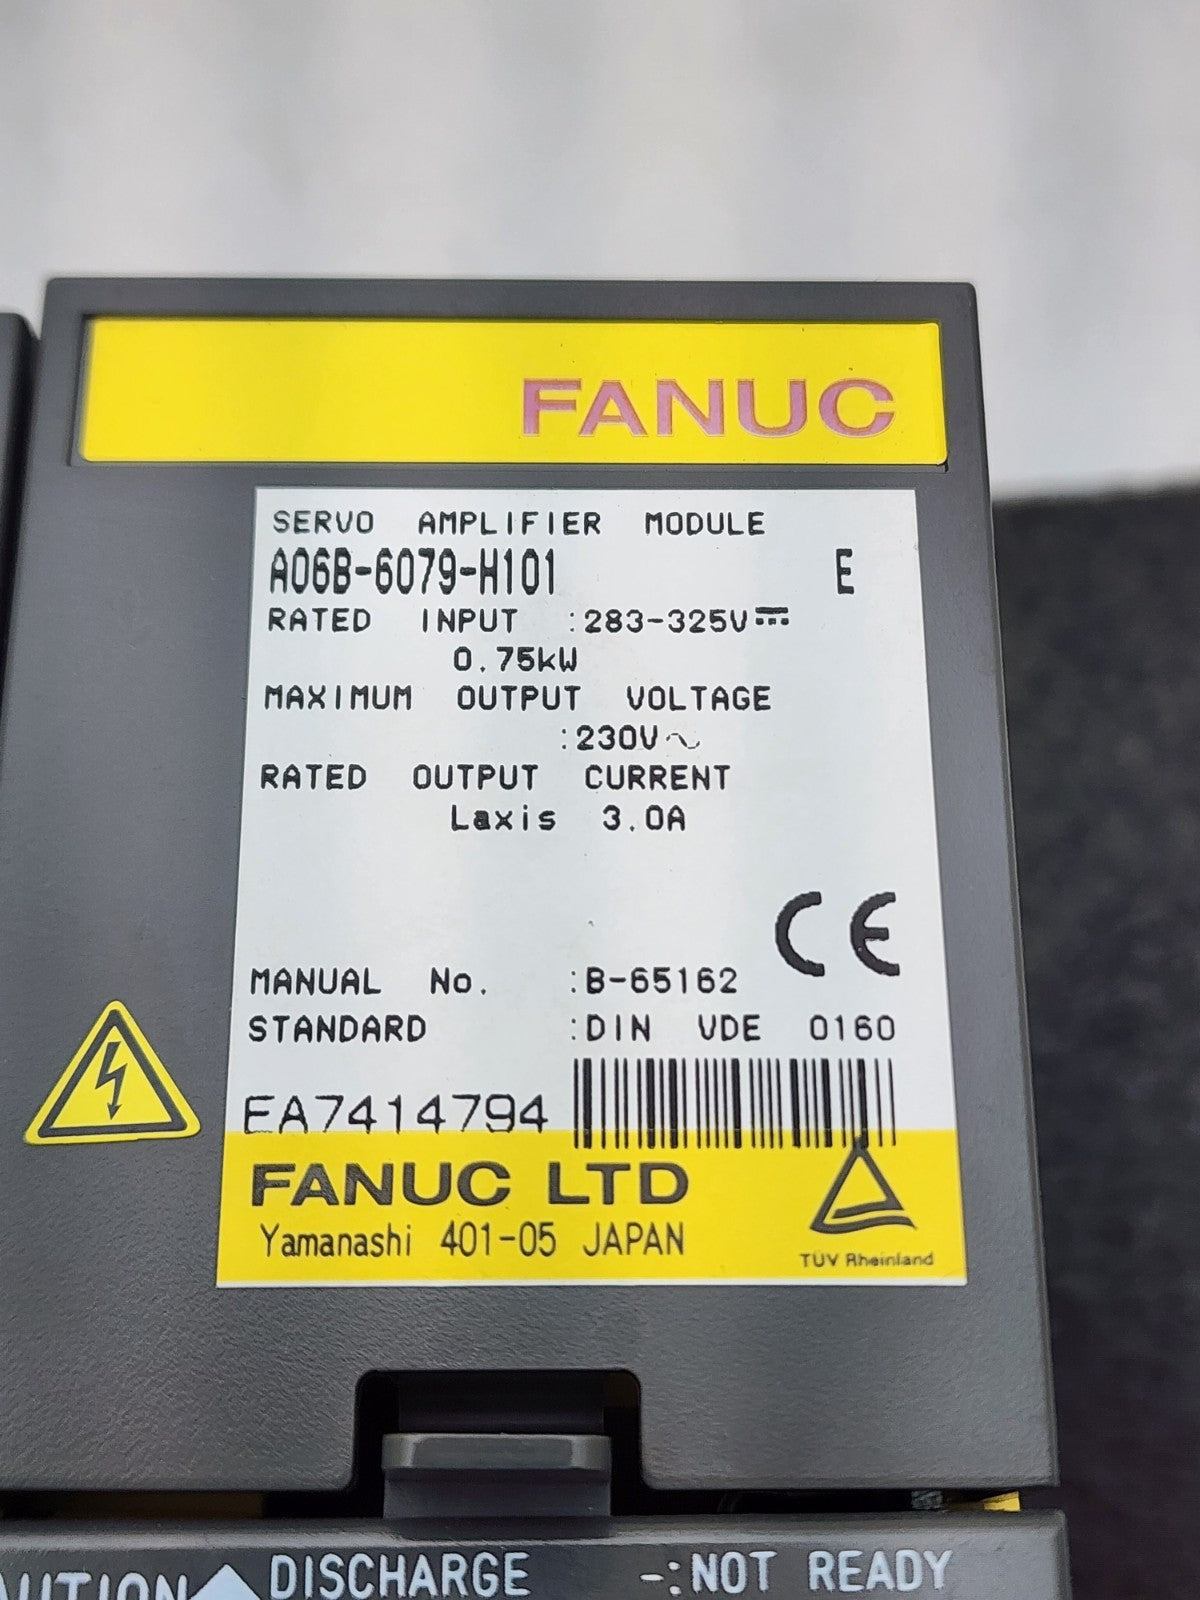 FANUC
SERVO AMPLIFIER MODULE
A06B-6079-H101 E
RATED INPUT :283-325V⎓
0.75kW
MAXIMUM OUTPUT VOLTAGE
:230V~
RATED OUTPUT CURRENT
Laxis 3.0A
CE
MANUAL No. :B-65162
STANDARD :DIN VDE 0160
EA7414794
FANUC LTD
Yamanashi 401-05 JAPAN
TÜV Rheinland
AUTION DISCHARGE -:NOT READY